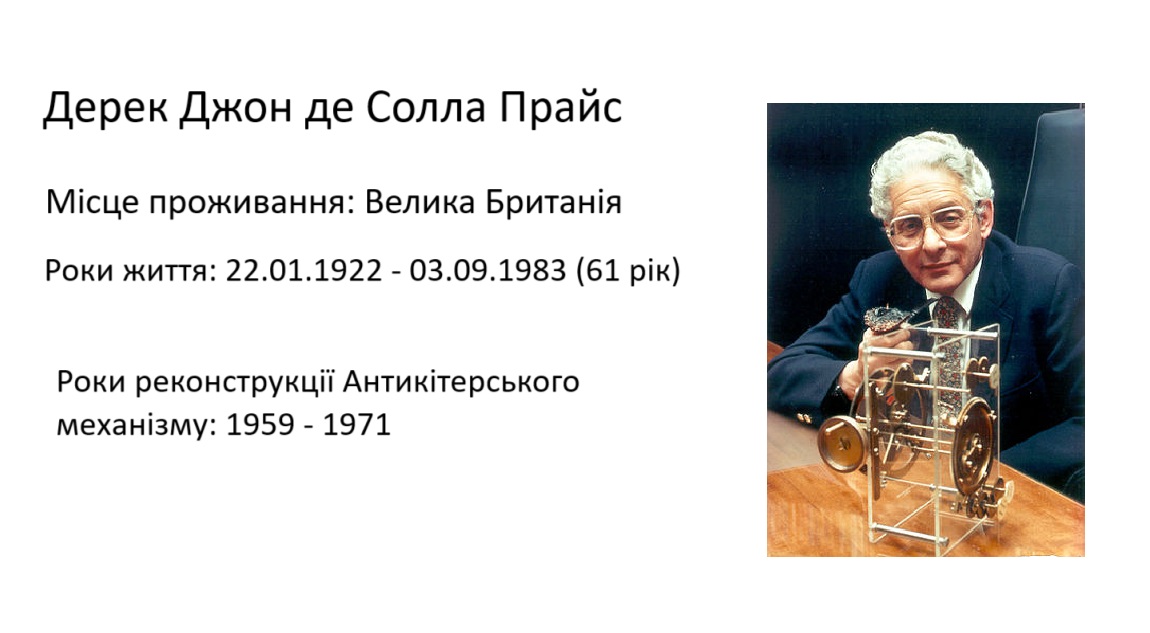 Дерек Джон де Солла Прайс
Місце проживання: Велика Британія
Роки життя: 22.01.1922 - 03.09.1983 (61 рік)
Роки реконструкції Антикітерського
механізму: 1959 - 1971